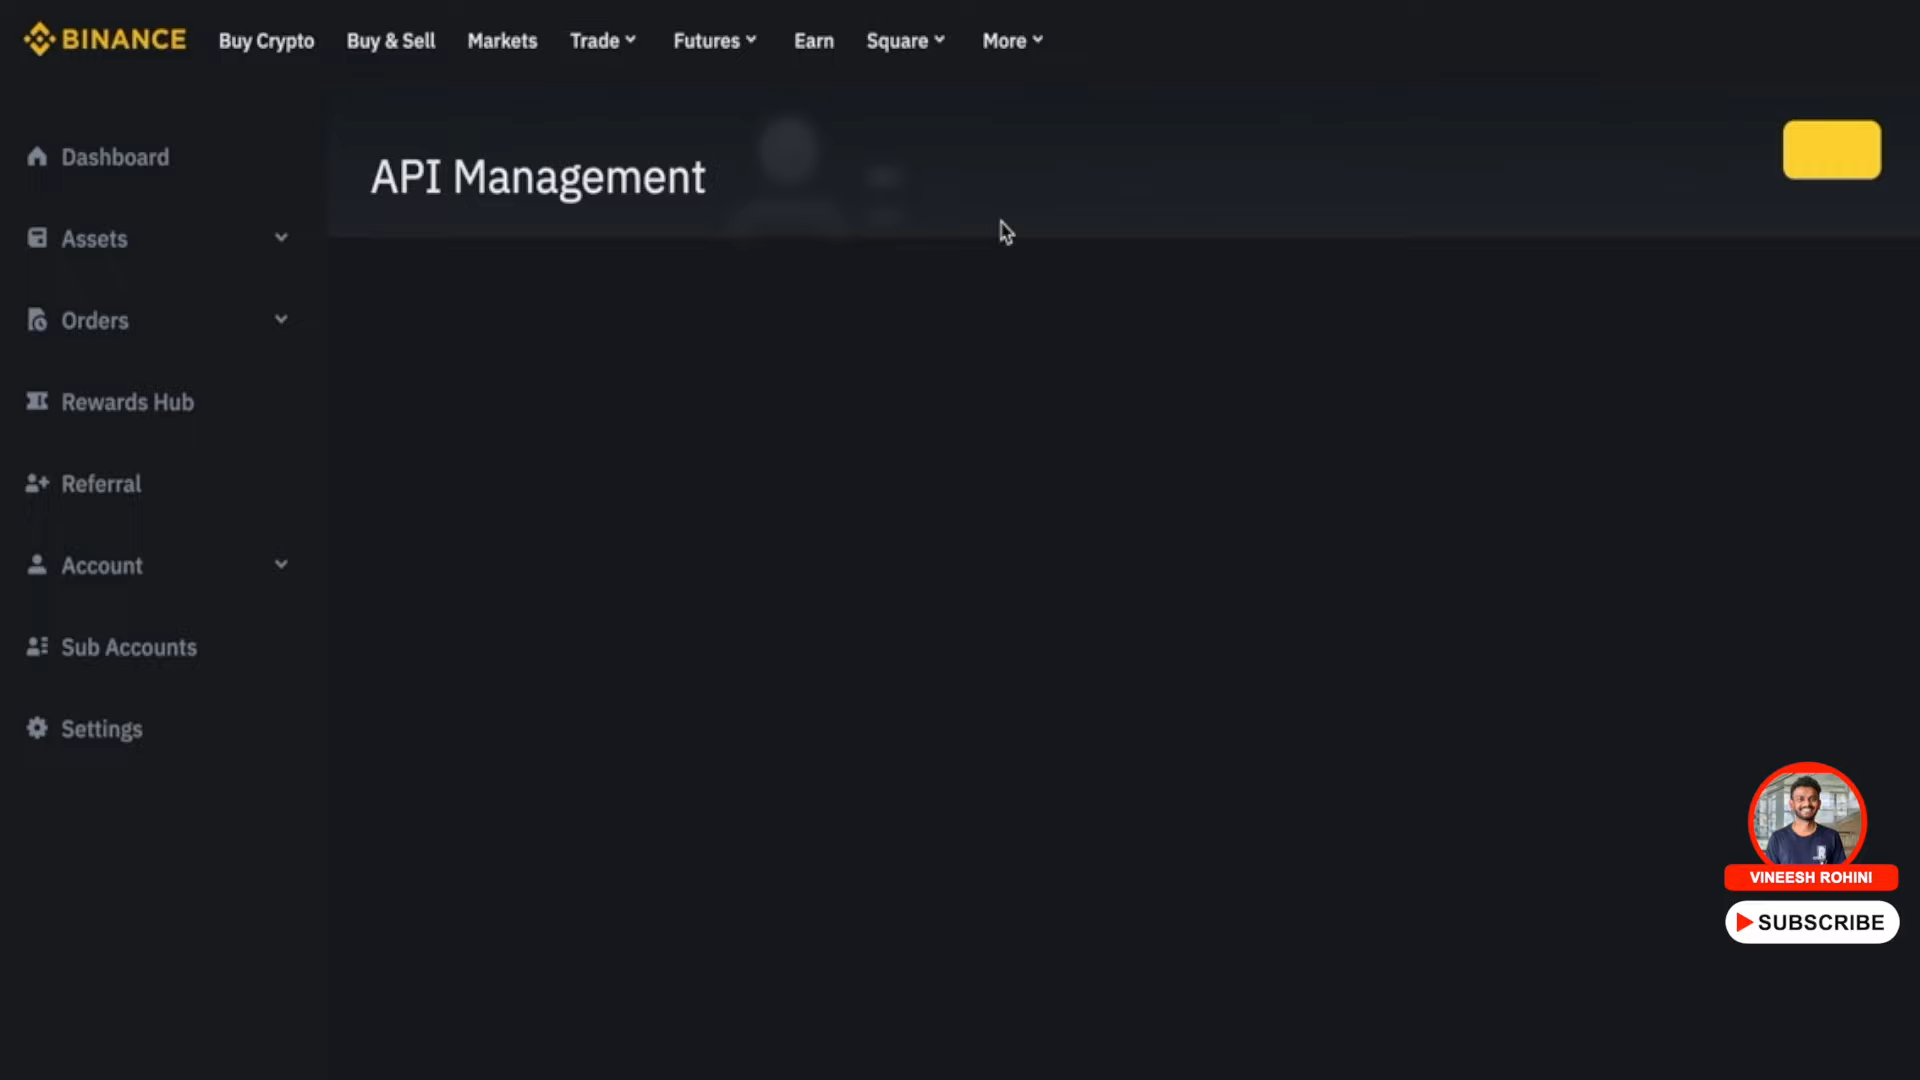 BINANCE
Buy Crypto
Buy & Sell
Markets
Trade
Futures
Earn
Square
More
API Management
Dashboard
Assets
Orders
Rewards Hub
Referral
Account
Sub Accounts
Settings
VINEESH ROHINI
SUBSCRIBE